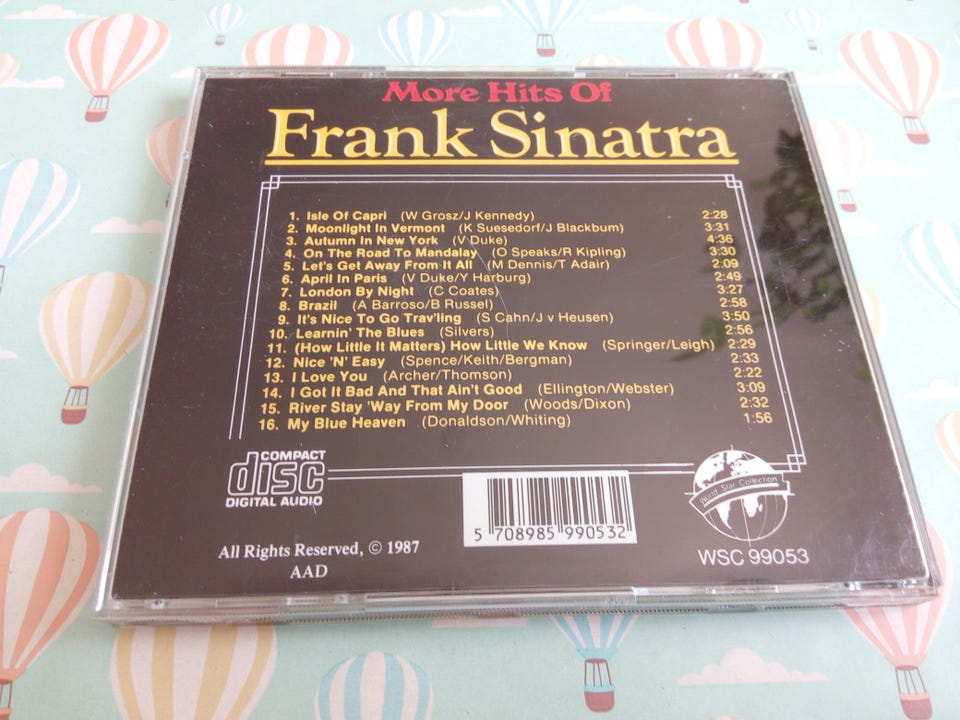 More Hits Of
Frank Sinatra
1. Isle Of Capri (W Grosz/J Kennedy) 2:28
2. Moonlight In Vermont (K Suesedorf/J Blackbum) 3:31
3. Autumn In New York (V Duke) 4:36
4. On The Road To Mandalay (O Speaks/R Kipling) 3:30
5. Let's Get Away From It All (M Dennis/T Adair) 2:09
6. April In Paris (V Duke/Y Harburg) 2:49
7. London By Night (C Coates) 3:27
8. Brazil (A Barroso/B Russel) 2:58
9. It's Nice To Go Trav'ling (S Cahn/J v Heusen) 3:50
10. Learnin' The Blues (Silvers) 2:56
11. (How Little It Matters) How Little We Know (Springer/Leigh) 2:29
12. Nice 'N' Easy (Spence/Keith/Bergman) 2:33
13. I Love You (Archer/Thomson) 2:22
14. I Got It Bad And That Ain't Good (Ellington/Webster) 3:09
15. River Stay 'Way From My Door (Woods/Dixon) 2:32
16. My Blue Heaven (Donaldson/Whiting) 1:56
COMPACT
disc
DIGITAL AUDIO
5 708985 990532
World Star Collection
WSC 99053
All Rights Reserved, © 1987
AAD